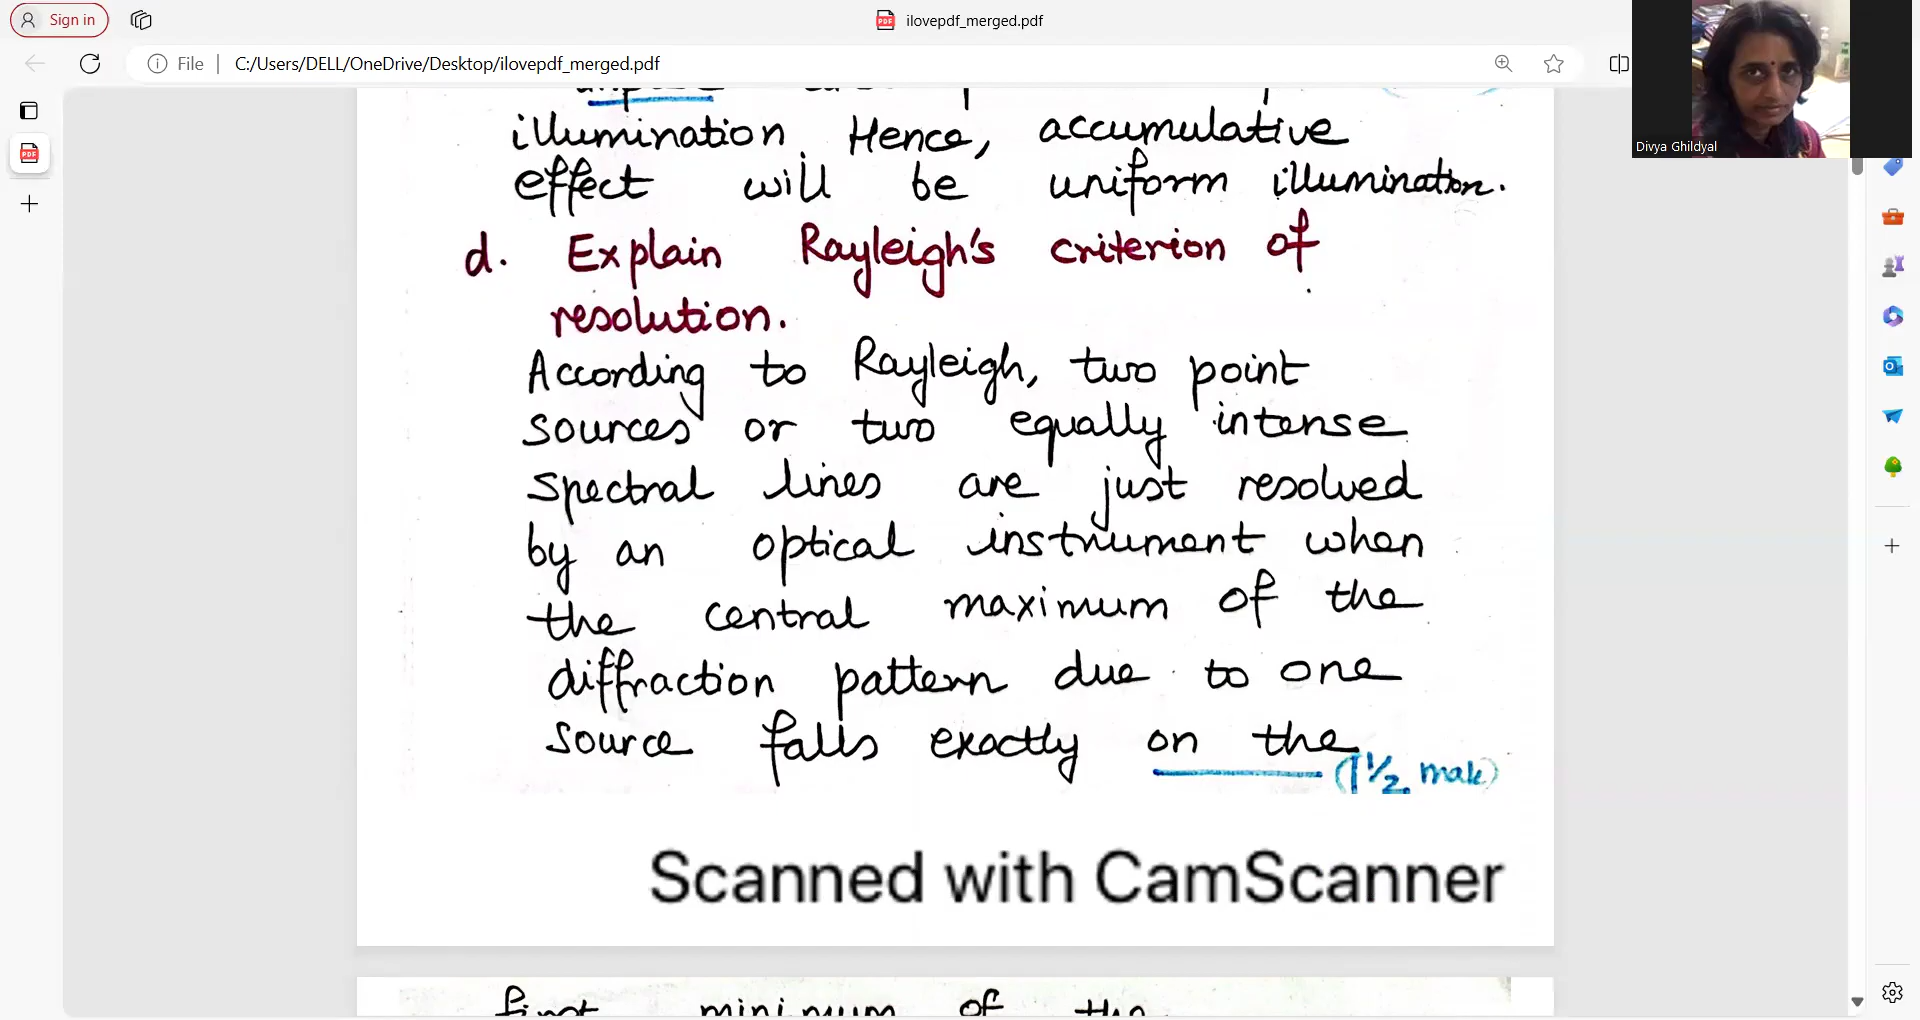 Sign in
ilovepdf_merged.pdf
File
C:/Users/DELL/OneDrive/Desktop/ilovepdf_merged.pdf
Divya Ghildyal
illumination. Hence, accumulative
effect will be uniform illumination.
d. Explain Rayleigh's criterion of
resolution.
According to Rayleigh, two point
sources or two equally intense
spectral lines are just resolved
by an optical instrument when
the central maximum of the
diffraction pattern due to one
source falls exactly on the
(1 1/2 mark)
Scanned with CamScanner
first minimum of the